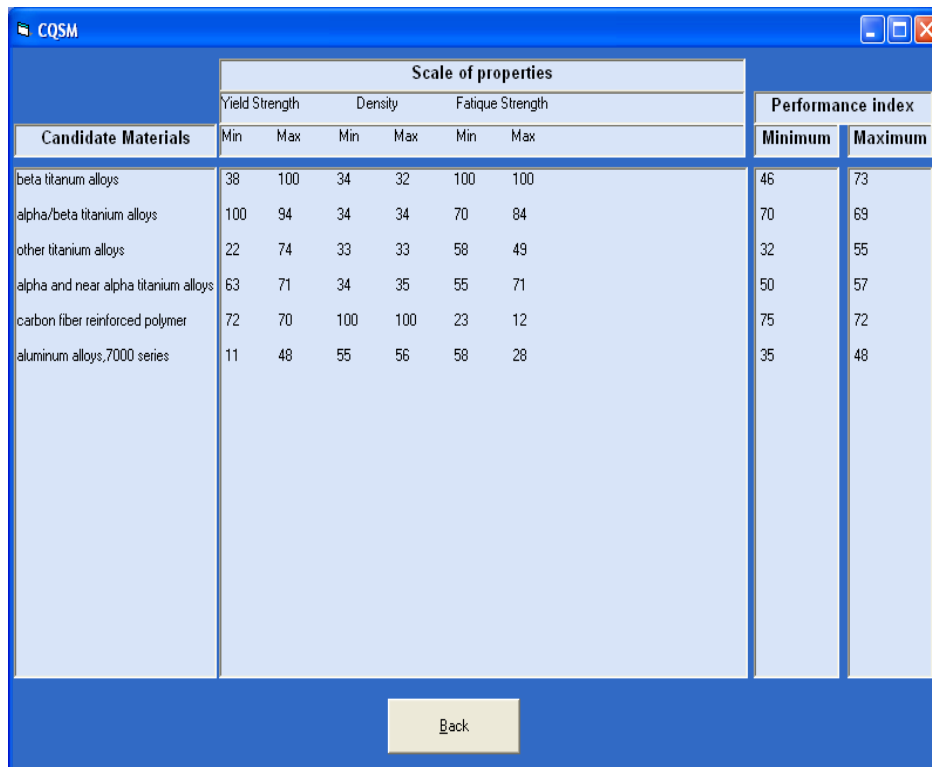 CQSM
Scale of properties
Yield Strength Density Fatique Strength Performance index
Candidate Materials Min Max Min Max Min Max Minimum Maximum
beta titanum alloys 38 100 34 32 100 100 46 73
alpha/beta titanium alloys 100 94 34 34 70 84 70 69
other titanium alloys 22 74 33 33 58 49 32 55
alpha and near alpha titanium alloys 63 71 34 35 55 71 50 57
carbon fiber reinforced polymer 72 70 100 100 23 12 75 72
aluminum alloys,7000 series 11 48 55 56 58 28 35 48
Back